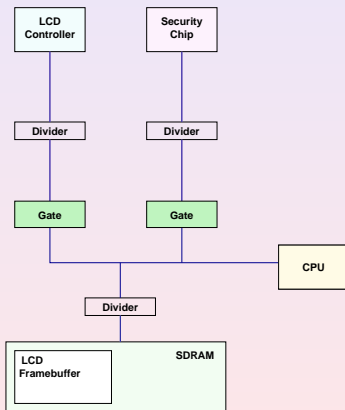 LCD
Controller
Security
Chip
Divider
Divider
Gate
Gate
CPU
Divider
SDRAM
LCD
Framebuffer